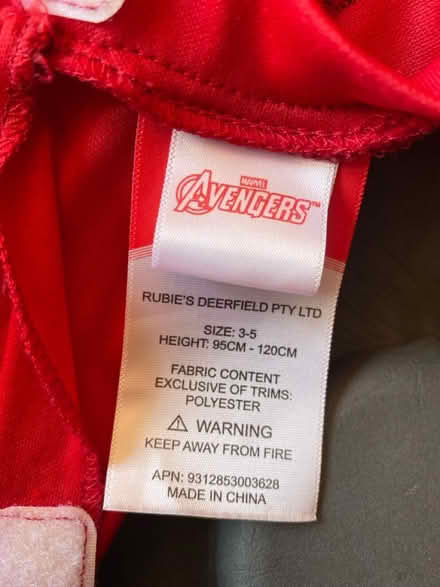 MARVEL
AVENGERS™
RUBIE'S DEERFIELD PTY LTD
SIZE: 3-5
HEIGHT: 95CM - 120CM
FABRIC CONTENT
EXCLUSIVE OF TRIMS:
POLYESTER
⚠ WARNING
KEEP AWAY FROM FIRE
APN: 9312853003628
MADE IN CHINA